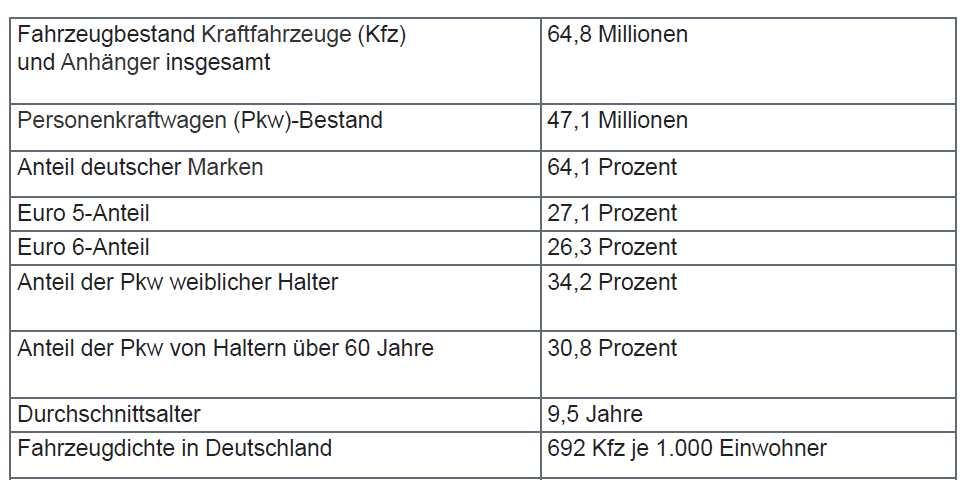 Fahrzeugbestand Kraftfahrzeuge (Kfz) 64,8 Millionen
und Anhänger insgesamt
Personenkraftwagen (Pkw)-Bestand 47,1 Millionen
Anteil deutscher Marken 64,1 Prozent
Euro 5-Anteil 27,1 Prozent
Euro 6-Anteil 26,3 Prozent
Anteil der Pkw weiblicher Halter 34,2 Prozent
Anteil der Pkw von Haltern über 60 Jahre 30,8 Prozent
Durchschnittsalter 9,5 Jahre
Fahrzeugdichte in Deutschland 692 Kfz je 1.000 Einwohner